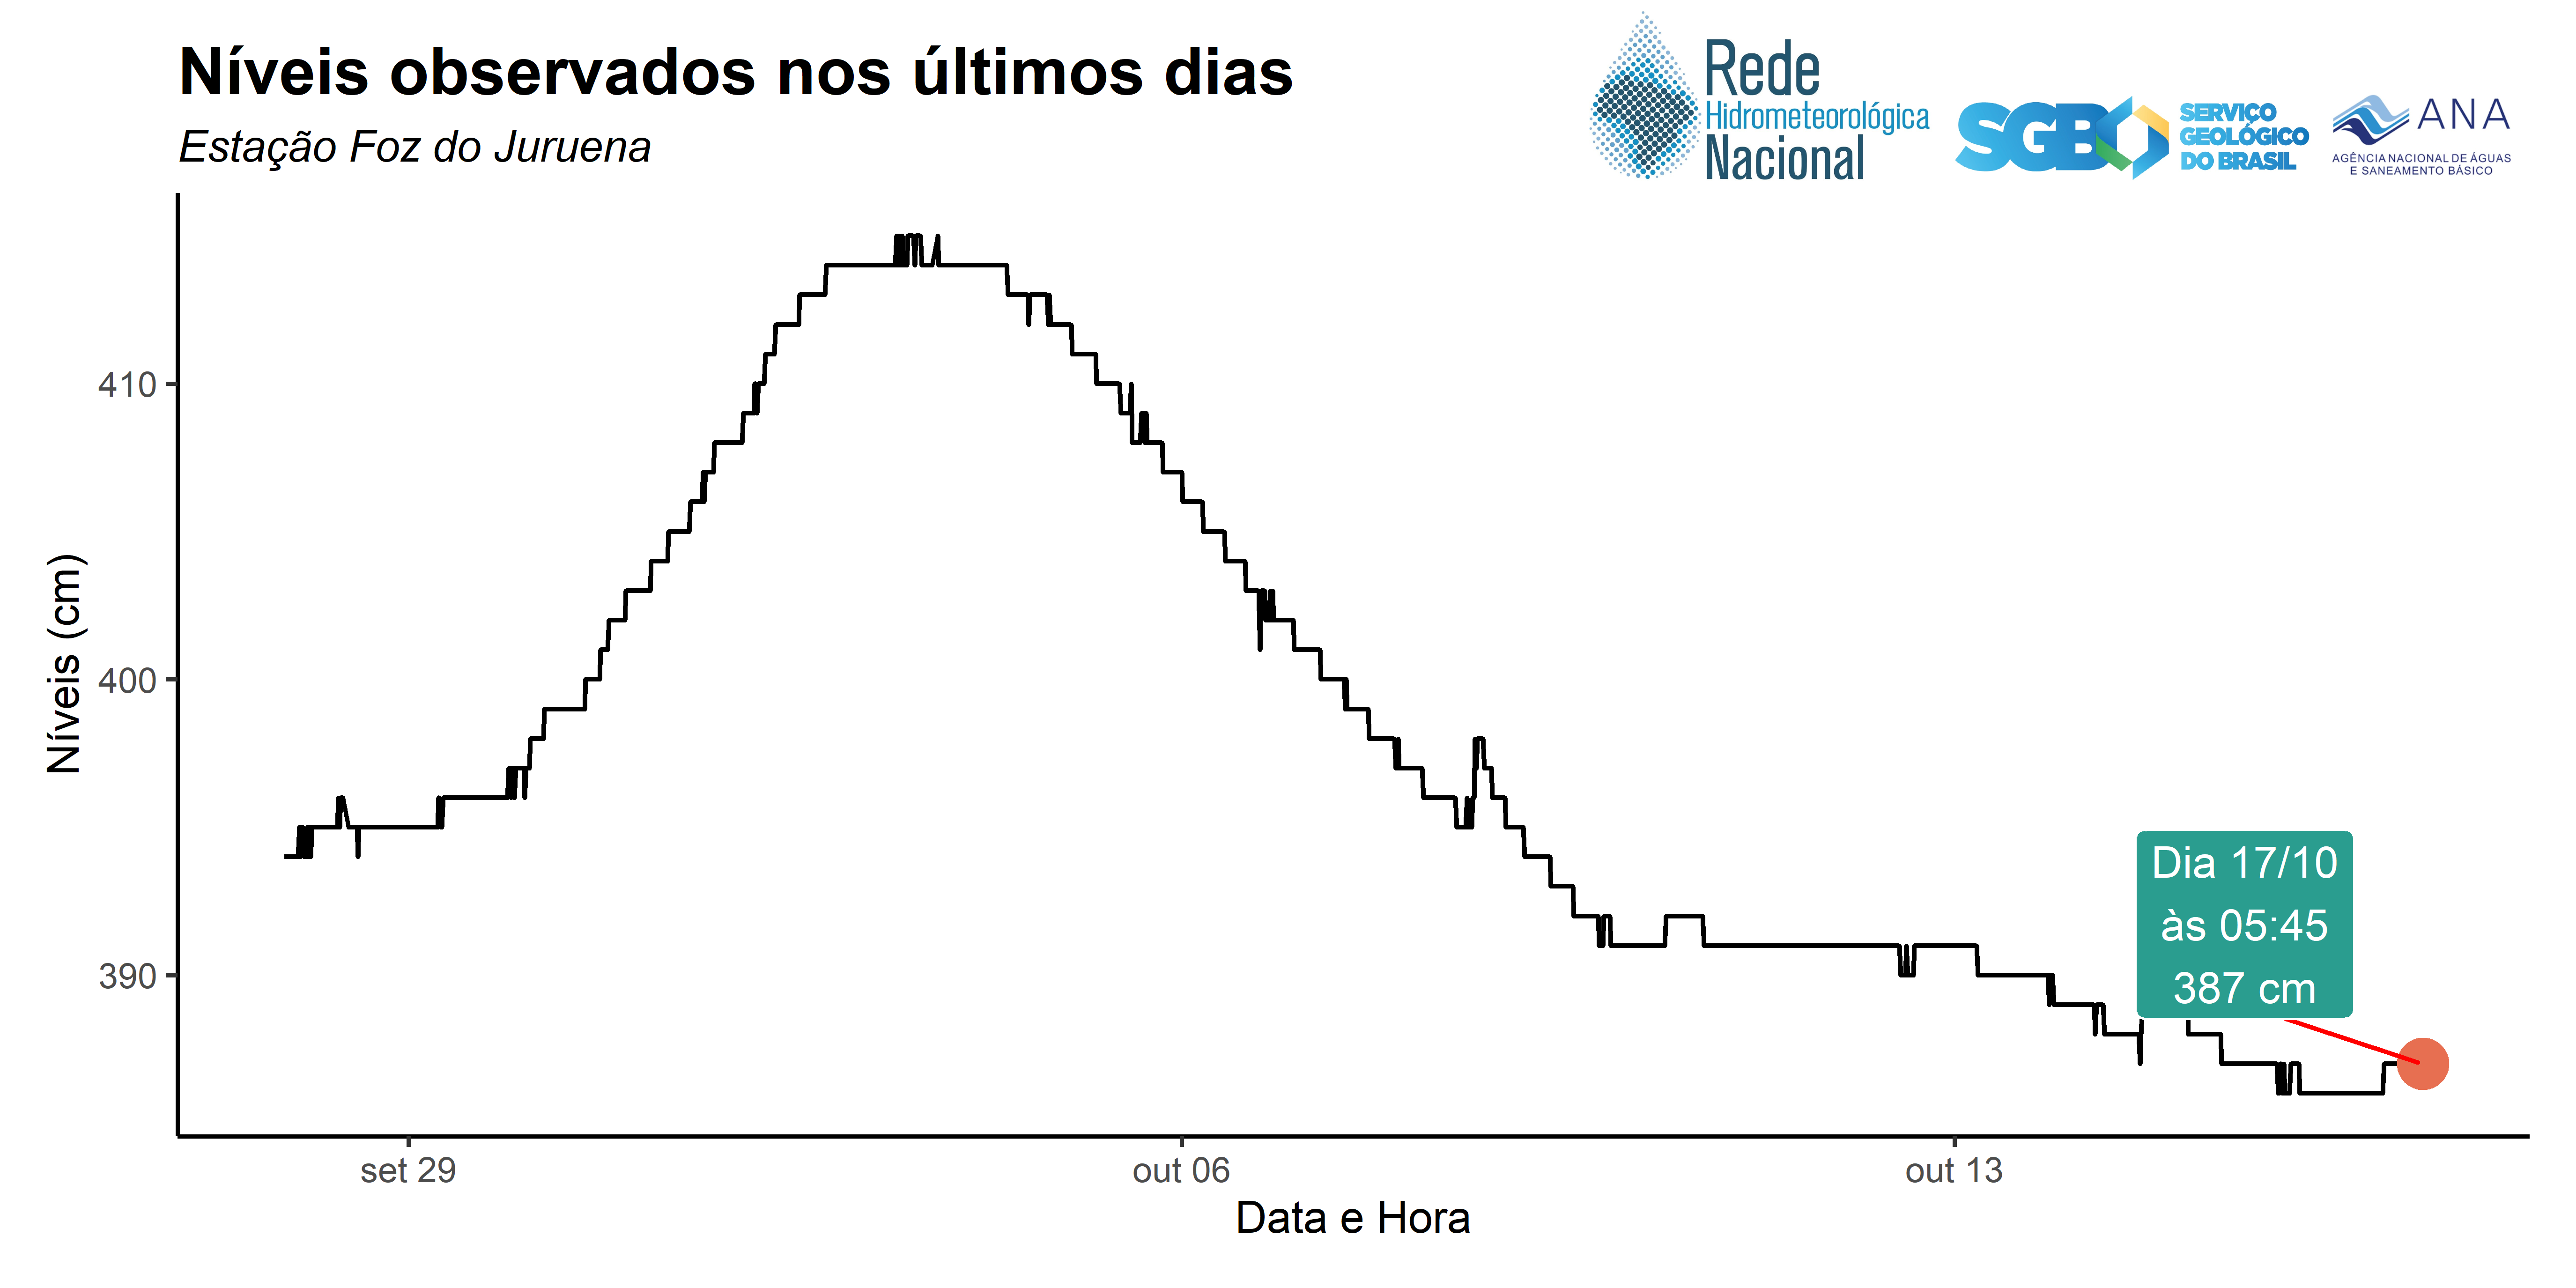 Níveis observados nos últimos dias
Estação Foz do Juruena
Rede
Hidrometeorológica
Nacional
SGB
SERVIÇO
GEOLÓGICO
DO BRASIL
ANA
AGÊNCIA NACIONAL DE ÁGUAS
E SANEAMENTO BÁSICO
Níveis (cm)
410
400
390
Dia 17/10
às 05:45
387 cm
set 29
out 06
out 13
Data e Hora